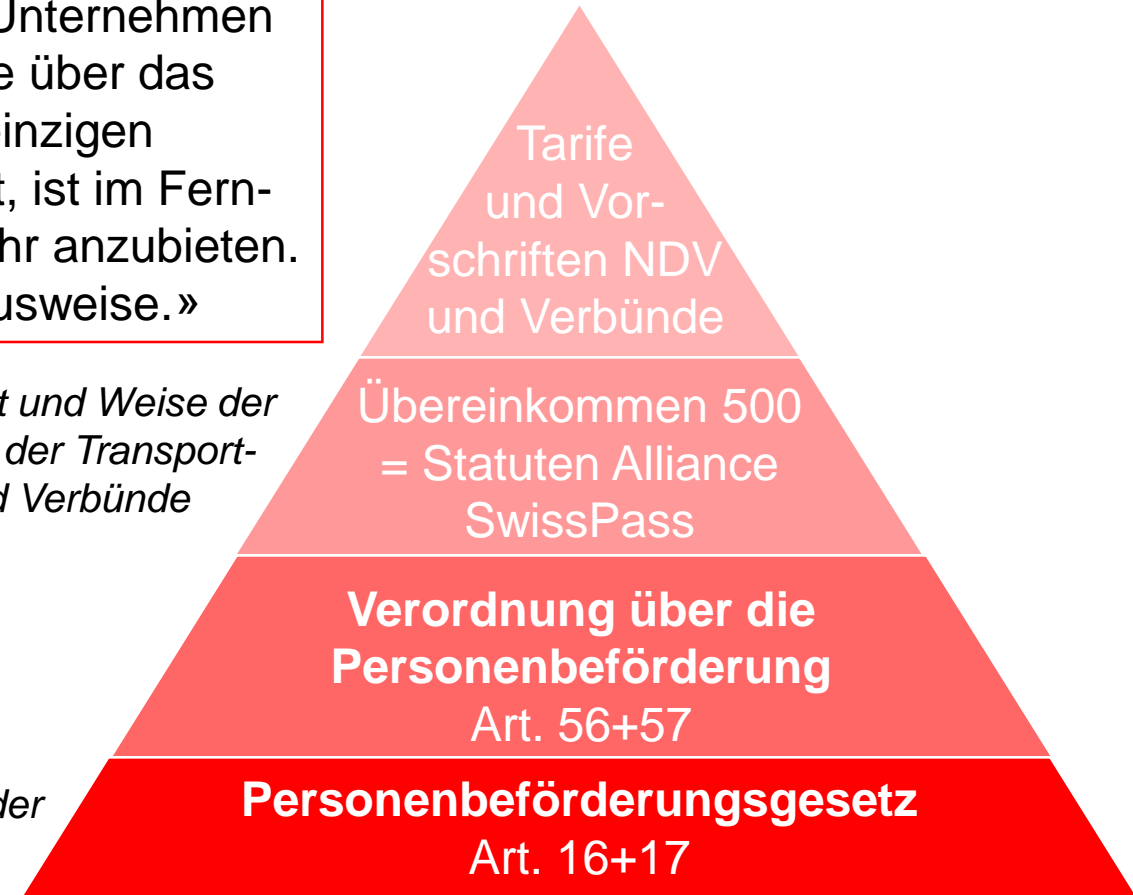 Unternehmen
e über das
einzigen
t, ist im Fern-
hr anzubieten.
usweise.»
t und Weise der
der Transport-
d Verbünde
der
Tarife
und Vor-
schriften NDV
und Verbünde
Übereinkommen 500
= Statuten Alliance
SwissPass
Verordnung über die
Personenbeförderung
Art. 56+57
Personenbeförderungsgesetz
Art. 16+17